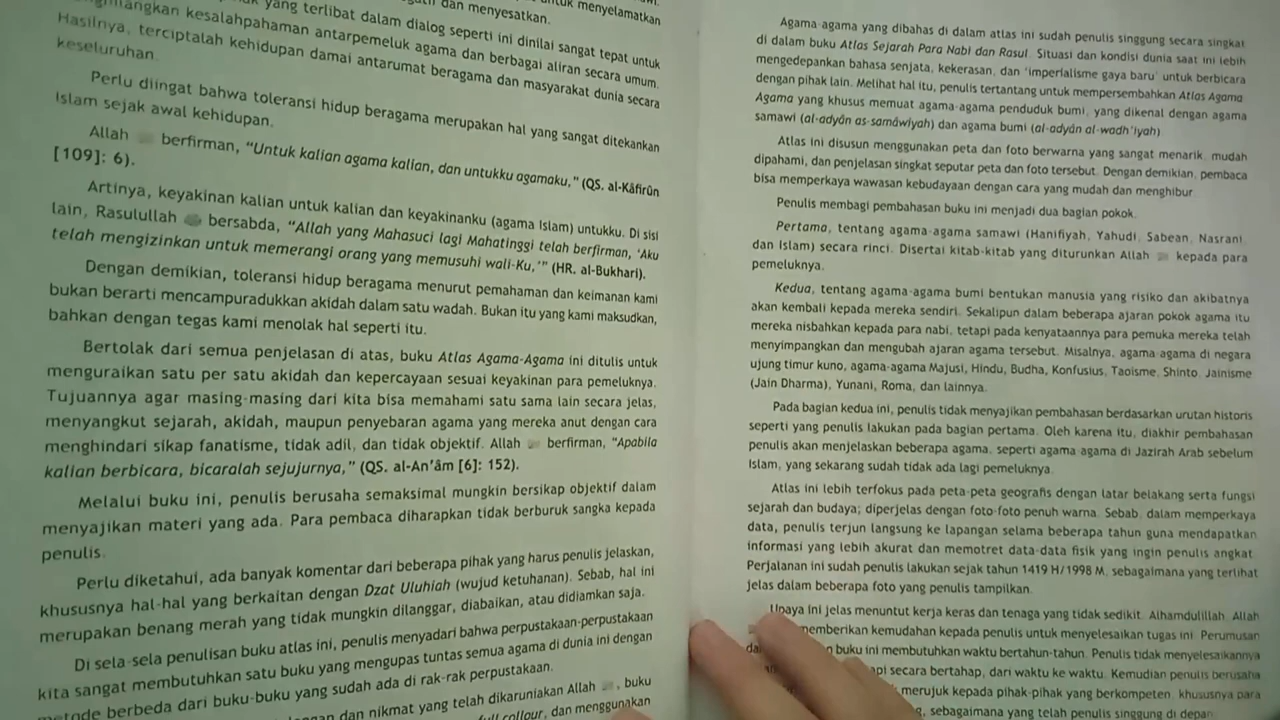 untuk menyelamatkan
dan menyesatkan.
yang terlibat dalam dialog seperti ini dinilai sangat tepat untuk
kesalahpahaman antarpemeluk agama dan berbagai aliran secara umum.
Hasilnya, terciptalah kehidupan damai antarumat beragama dan masyarakat dunia secara
keseluruhan.
Perlu diingat bahwa toleransi hidup beragama merupakan hal yang sangat ditekankan
Islam sejak awal kehidupan.
Allah berfirman, “Untuk kalian agama kalian, dan untukku agamaku,” (QS. al-Kâfirûn
[109]: 6).
Artinya, keyakinan kalian untuk kalian dan keyakinanku (agama Islam) untukku. Di sisi
lain, Rasulullah bersabda, “Allah yang Mahasuci lagi Mahatinggi telah berfirman, ‘Aku
telah mengizinkan untuk memerangi orang yang memusuhi wali-Ku,’” (HR. al-Bukhari).
Dengan demikian, toleransi hidup beragama menurut pemahaman dan keimanan kami
bukan berarti mencampuradukkan akidah dalam satu wadah. Bukan itu yang kami maksudkan,
bahkan dengan tegas kami menolak hal seperti itu.
Bertolak dari semua penjelasan di atas, buku Atlas Agama-Agama ini ditulis untuk
menguraikan satu per satu akidah dan kepercayaan sesuai keyakinan para pemeluknya.
Tujuannya agar masing-masing dari kita bisa memahami satu sama lain secara jelas,
menyangkut sejarah, akidah, maupun penyebaran agama yang mereka anut dengan cara
menghindari sikap fanatisme, tidak adil, dan tidak objektif. Allah berfirman, “Apabila
kalian berbicara, bicaralah sejujurnya,” (QS. al-An’âm [6]: 152).
Melalui buku ini, penulis berusaha semaksimal mungkin bersikap objektif dalam
menyajikan materi yang ada. Para pembaca diharapkan tidak berburuk sangka kepada
penulis.
Perlu diketahui, ada banyak komentar dari beberapa pihak yang harus penulis jelaskan,
khususnya hal-hal yang berkaitan dengan Dzat Uluhiah (wujud ketuhanan). Sebab, hal ini
merupakan benang merah yang tidak mungkin dilanggar, diabaikan, atau didiamkan saja.
Di sela-sela penulisan buku atlas ini, penulis menyadari bahwa perpustakaan-perpustakaan
kita sangat membutuhkan satu buku yang mengupas tuntas semua agama di dunia ini dengan
metode berbeda dari buku-buku yang sudah ada di rak-rak perpustakaan.
dan nikmat yang telah dikaruniakan Allah , buku
full collour, dan menggunakan
Agama-agama yang dibahas di dalam atlas ini sudah penulis singgung secara singkat
di dalam buku Atlas Sejarah Para Nabi dan Rasul. Situasi dan kondisi dunia saat ini lebih
mengedepankan bahasa senjata, kekerasan, dan ‘imperialisme gaya baru’ untuk berbicara
dengan pihak lain. Melihat hal itu, penulis tertantang untuk mempersembahkan Atlas Agama
Agama yang khusus memuat agama-agama penduduk bumi, yang dikenal dengan agama
samawi (al-adyân as-samâwiyah) dan agama bumi (al-adyân al-wadh’iyah)
Atlas ini disusun menggunakan peta dan foto berwarna yang sangat menarik, mudah
dipahami, dan penjelasan singkat seputar peta dan foto tersebut. Dengan demikian, pembaca
bisa memperkaya wawasan kebudayaan dengan cara yang mudah dan menghibur.
Penulis membagi pembahasan buku ini menjadi dua bagian pokok.
Pertama, tentang agama-agama samawi (Hanifiyah, Yahudi, Sabean, Nasrani,
dan Islam) secara rinci. Disertai kitab-kitab yang diturunkan Allah kepada para
pemeluknya.
Kedua, tentang agama-agama bumi bentukan manusia yang risiko dan akibatnya
akan kembali kepada mereka sendiri. Sekalipun dalam beberapa ajaran pokok agama itu
mereka nisbahkan kepada para nabi, tetapi pada kenyataannya para pemuka mereka telah
menyimpangkan dan mengubah ajaran agama tersebut. Misalnya, agama-agama di negara
ujung timur kuno, agama-agama Majusi, Hindu, Budha, Konfusius, Taoisme, Shinto, Jainisme
(Jain Dharma), Yunani, Roma, dan lainnya.
Pada bagian kedua ini, penulis tidak menyajikan pembahasan berdasarkan urutan historis
seperti yang penulis lakukan pada bagian pertama. Oleh karena itu, diakhir pembahasan
penulis akan menjelaskan beberapa agama, seperti agama-agama di Jazirah Arab sebelum
Islam, yang sekarang sudah tidak ada lagi pemeluknya.
Atlas ini lebih terfokus pada peta-peta geografis dengan latar belakang serta fungsi
sejarah dan budaya; diperjelas dengan foto-foto penuh warna. Sebab, dalam memperkaya
data, penulis terjun langsung ke lapangan selama beberapa tahun guna mendapatkan
informasi yang lebih akurat dan memotret data-data fisik yang ingin penulis angkat.
Perjalanan ini sudah penulis lakukan sejak tahun 1419 H/1998 M, sebagaimana yang terlihat
jelas dalam beberapa foto yang penulis tampilkan.
Upaya ini jelas menuntut kerja keras dan tenaga yang tidak sedikit. Alhamdulillah, Allah
memberikan kemudahan kepada penulis untuk menyelesaikan tugas ini. Perumusan
buku ini membutuhkan waktu bertahun-tahun. Penulis tidak menyelesaikannya
secara bertahap, dari waktu ke waktu. Kemudian penulis berusaha
merujuk kepada pihak-pihak yang berkompeten, khususnya para
sebagaimana yang telah penulis singgung di depan.